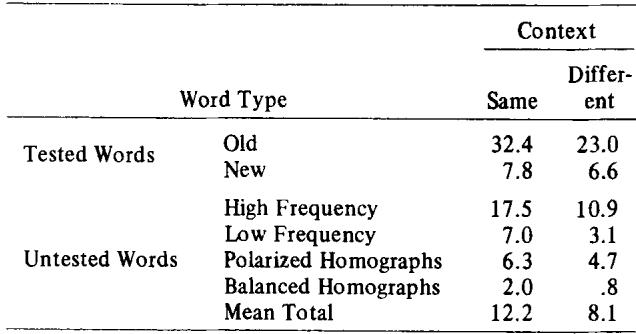 Context
Differ-
Word Type Same ent
Old 32.4 23.0
Tested Words
New 7.8 6.6
High Frequency 17.5 10.9
Low Frequency 7.0 3.1
Untested Words Polarized Homographs 6.3 4.7
Balanced Homographs 2.0 .8
Mean Total 12.2 8.1